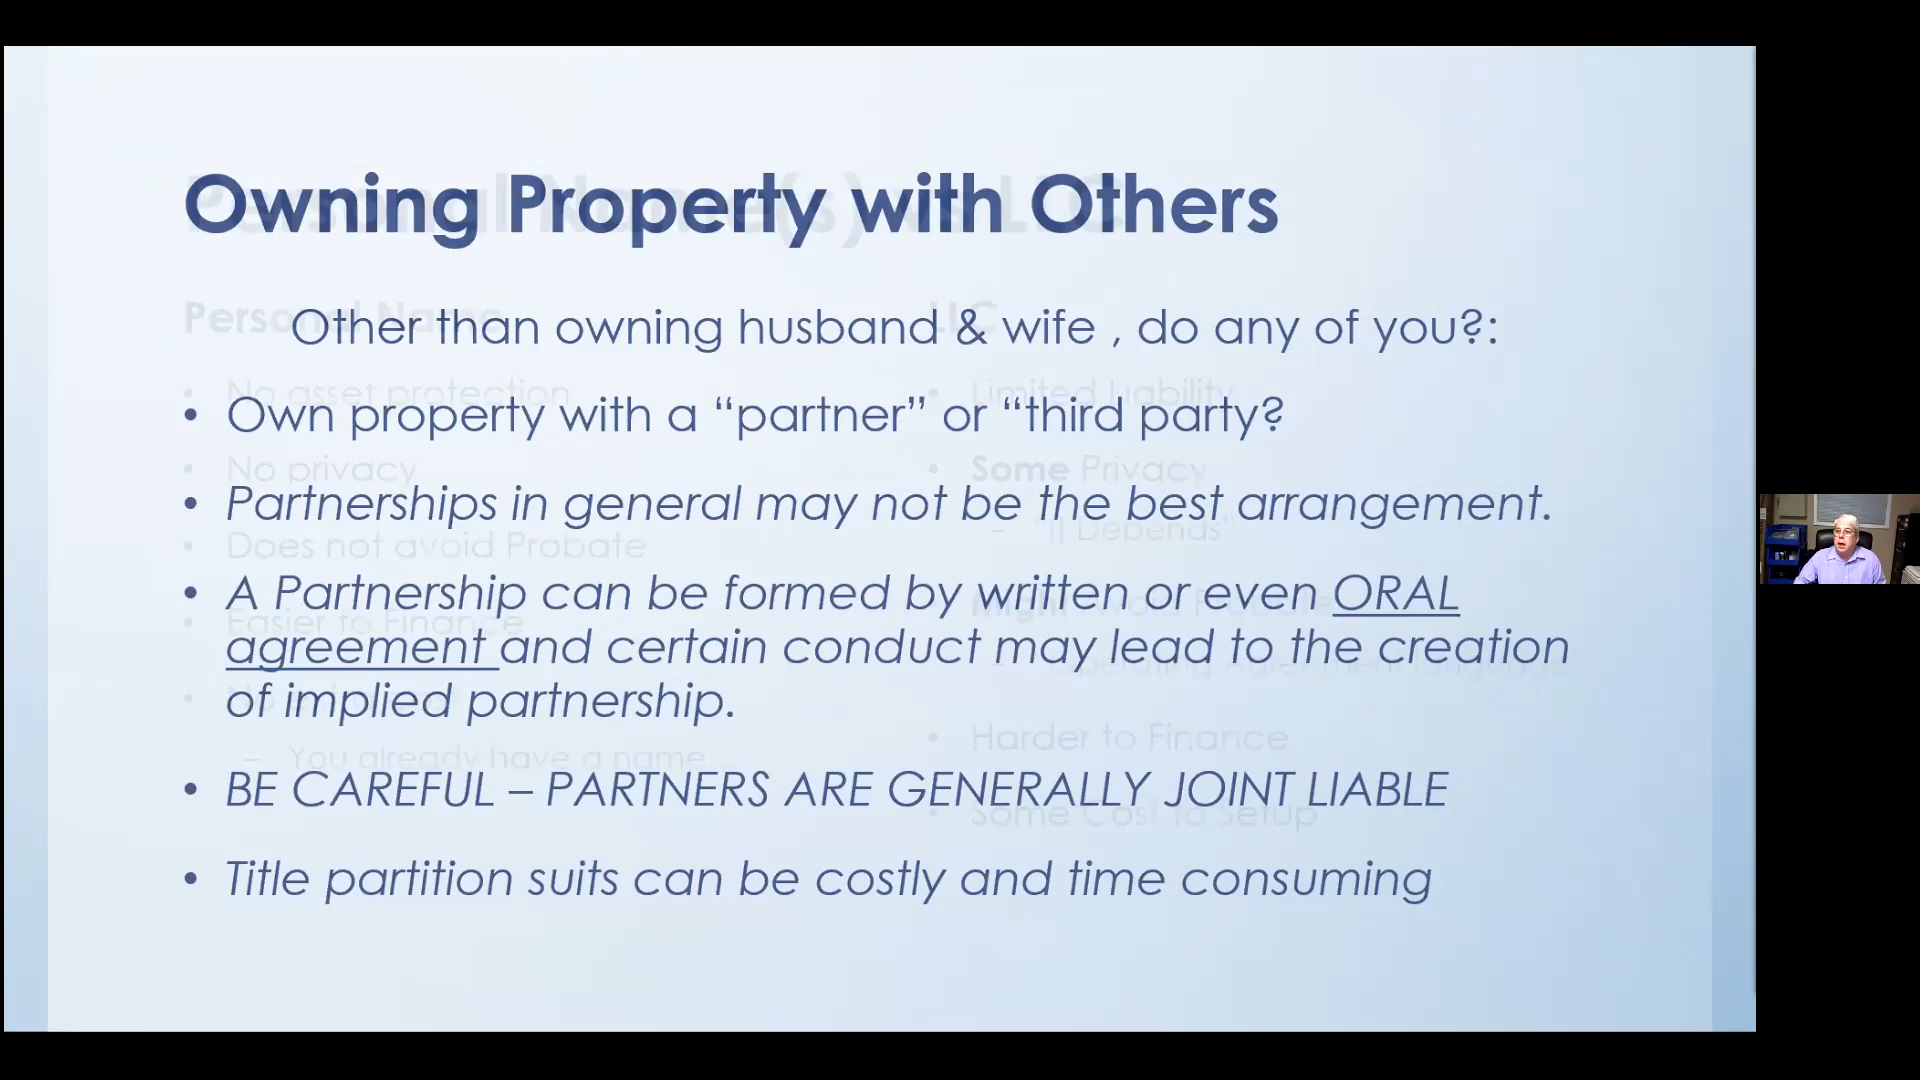 Owning Property with Others
Other than owning husband & wife , do any of you?:
• Own property with a “partner” or “third party?
• Partnerships in general may not be the best arrangement.
• A Partnership can be formed by written or even ORAL
agreement and certain conduct may lead to the creation
of implied partnership.
• BE CAREFUL – PARTNERS ARE GENERALLY JOINT LIABLE
• Title partition suits can be costly and time consuming
Personal Name(s) vs LLC
Personal Name
• No asset protection
• No privacy
• Does not avoid Probate
• Easier to Finance
– You already have a name...
LLC
• Limited Liability
• Some Privacy
Depends"
• Harder to Finance
• Some Cost to Setup